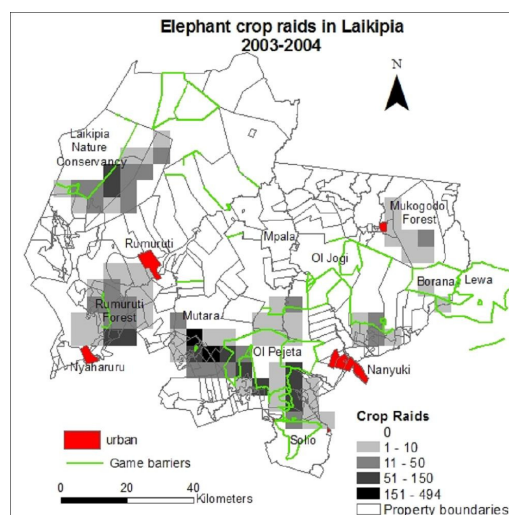 Elephant crop raids in Laikipia
2003-2004
N
Laikipia
Nature
Conservancy
Mukogodo
Forest
Rumuruti
Mpala
Ol Jogi
Borana
Lewa
Rumuruti
Forest
Mutara
Ol Pejeta
Nyahururu
Nanyuki
Solio
Crop Raids
0
1 - 10
11 - 50
51 - 150
151 - 494
Property boundaries
urban
Game barriers
0 20 40
Kilometers